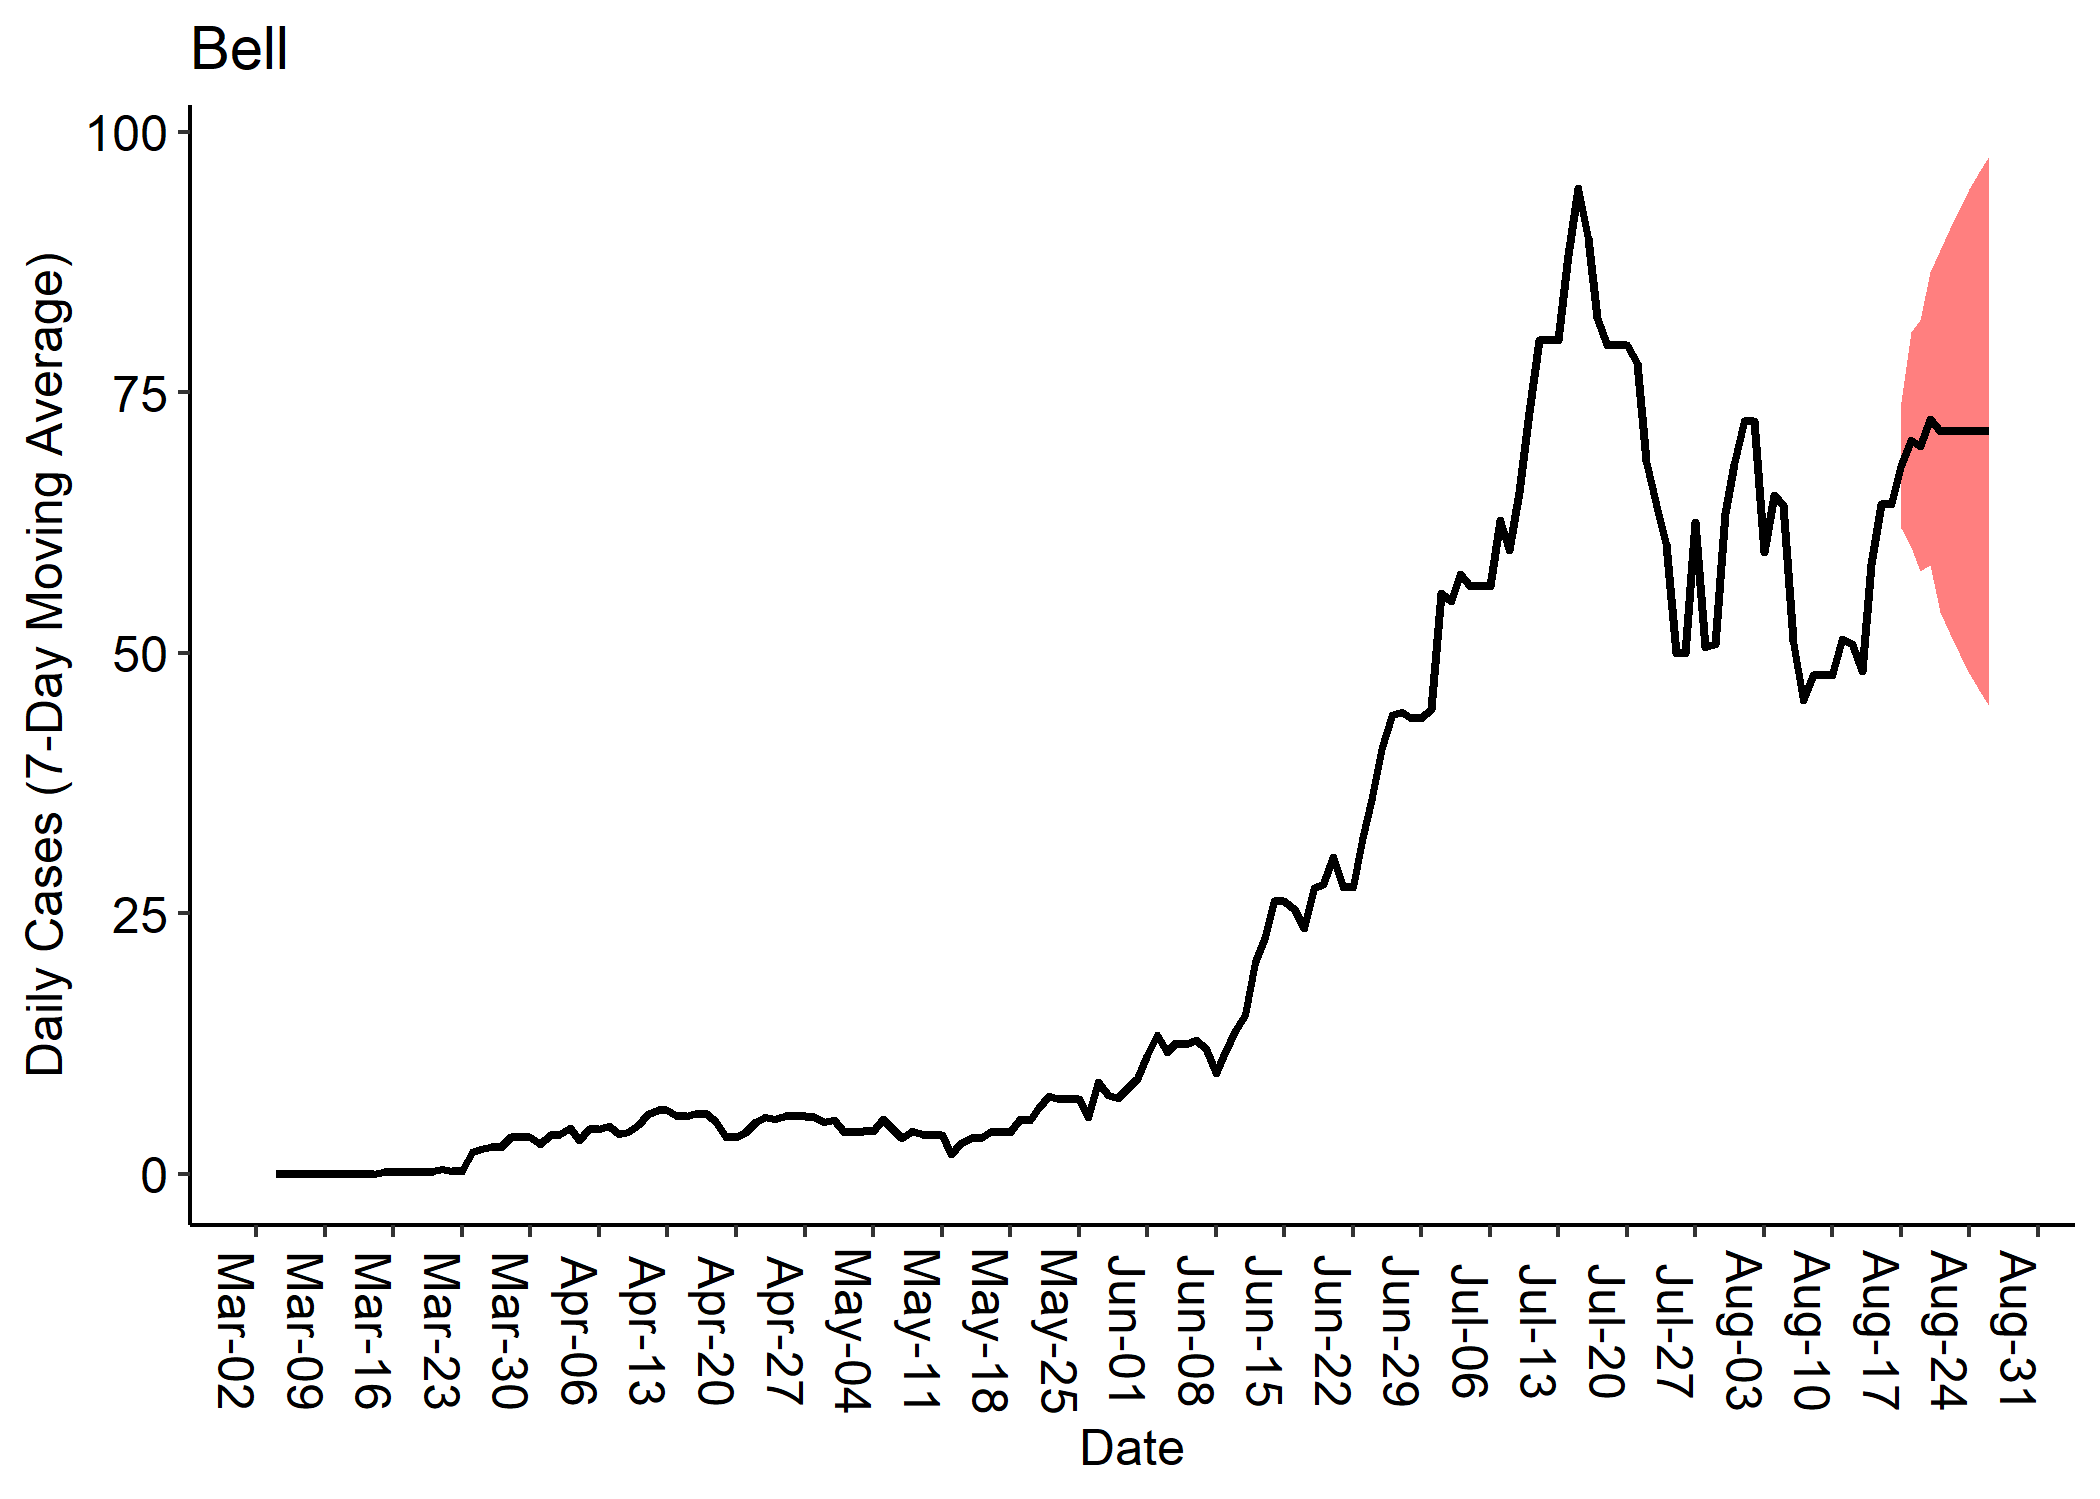 Bell
Daily Cases (7-Day Moving Average)
100
75
50
25
0
Mar-02
Mar-09
Mar-16
Mar-23
Mar-30
Apr-06
Apr-13
Apr-20
Apr-27
May-04
May-11
May-18
May-25
Jun-01
Jun-08
Jun-15
Jun-22
Jun-29
Jul-06
Jul-13
Jul-20
Jul-27
Aug-03
Aug-10
Aug-17
Aug-24
Aug-31
Date